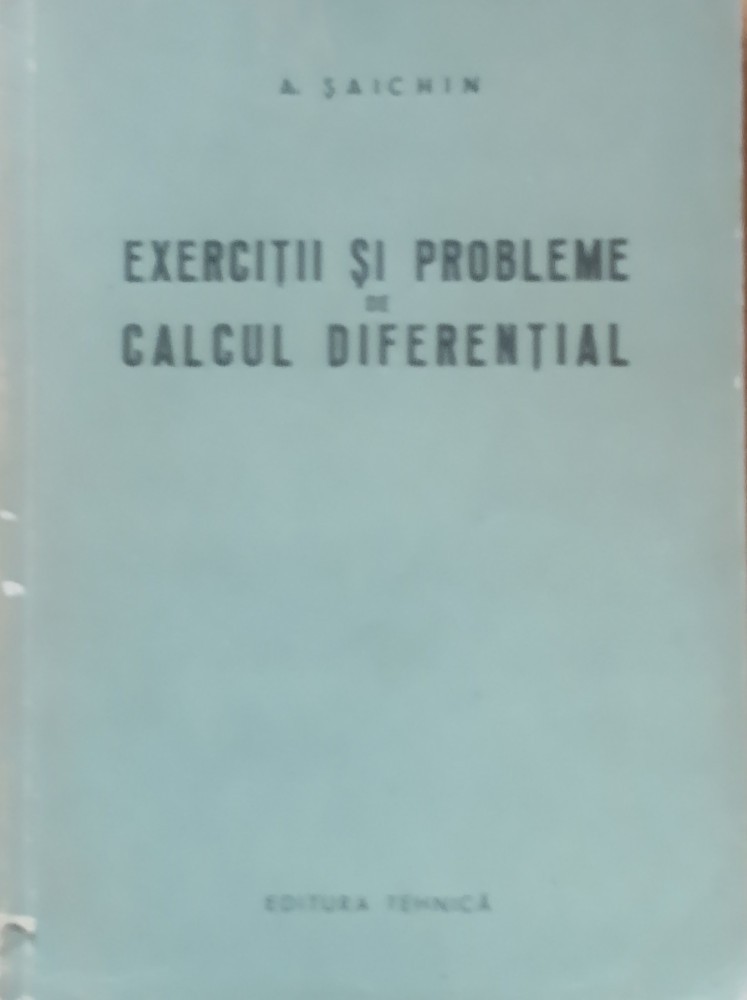 A. ŞAICHIN
EXERCIŢII ŞI PROBLEME
DE
CALCUL DIFERENŢIAL
EDITURA TEHNICĂ